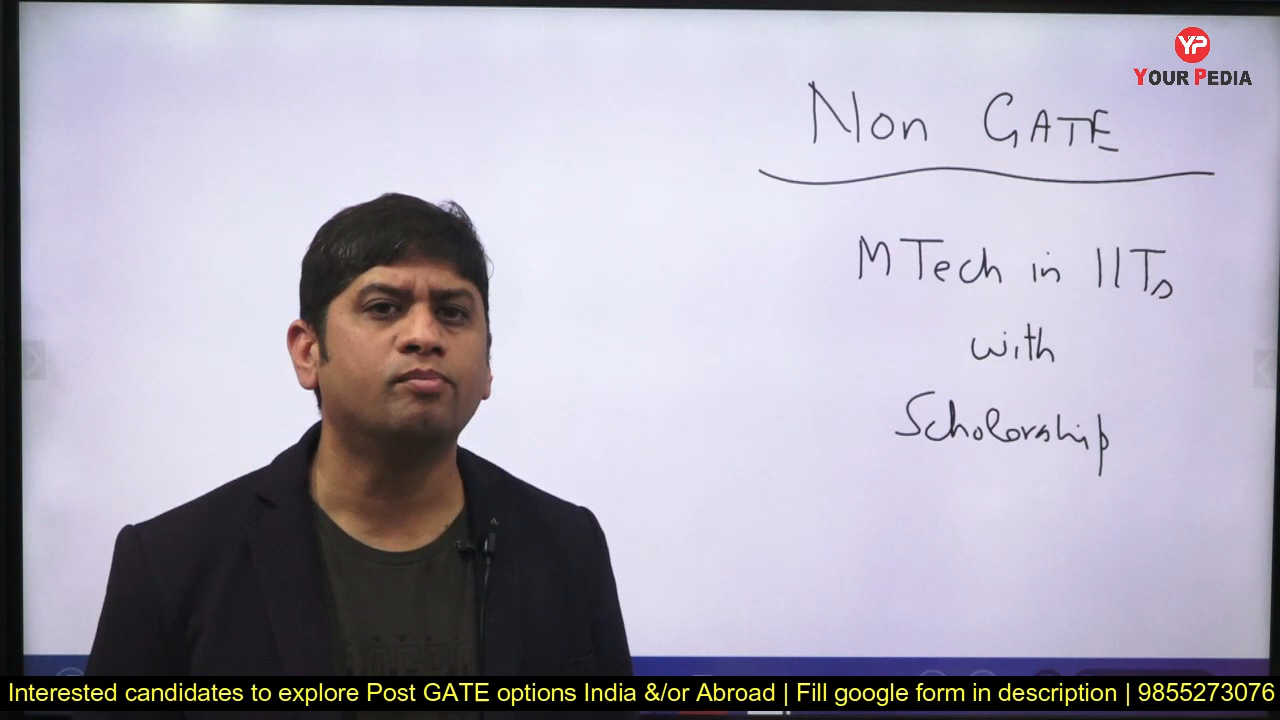 YP
YOUR PEDIA
Non GATE
MTech in IITs
with
Scholorship
Interested candidates to explore Post GATE options India &/or Abroad | Fill google form in description | 9855273076